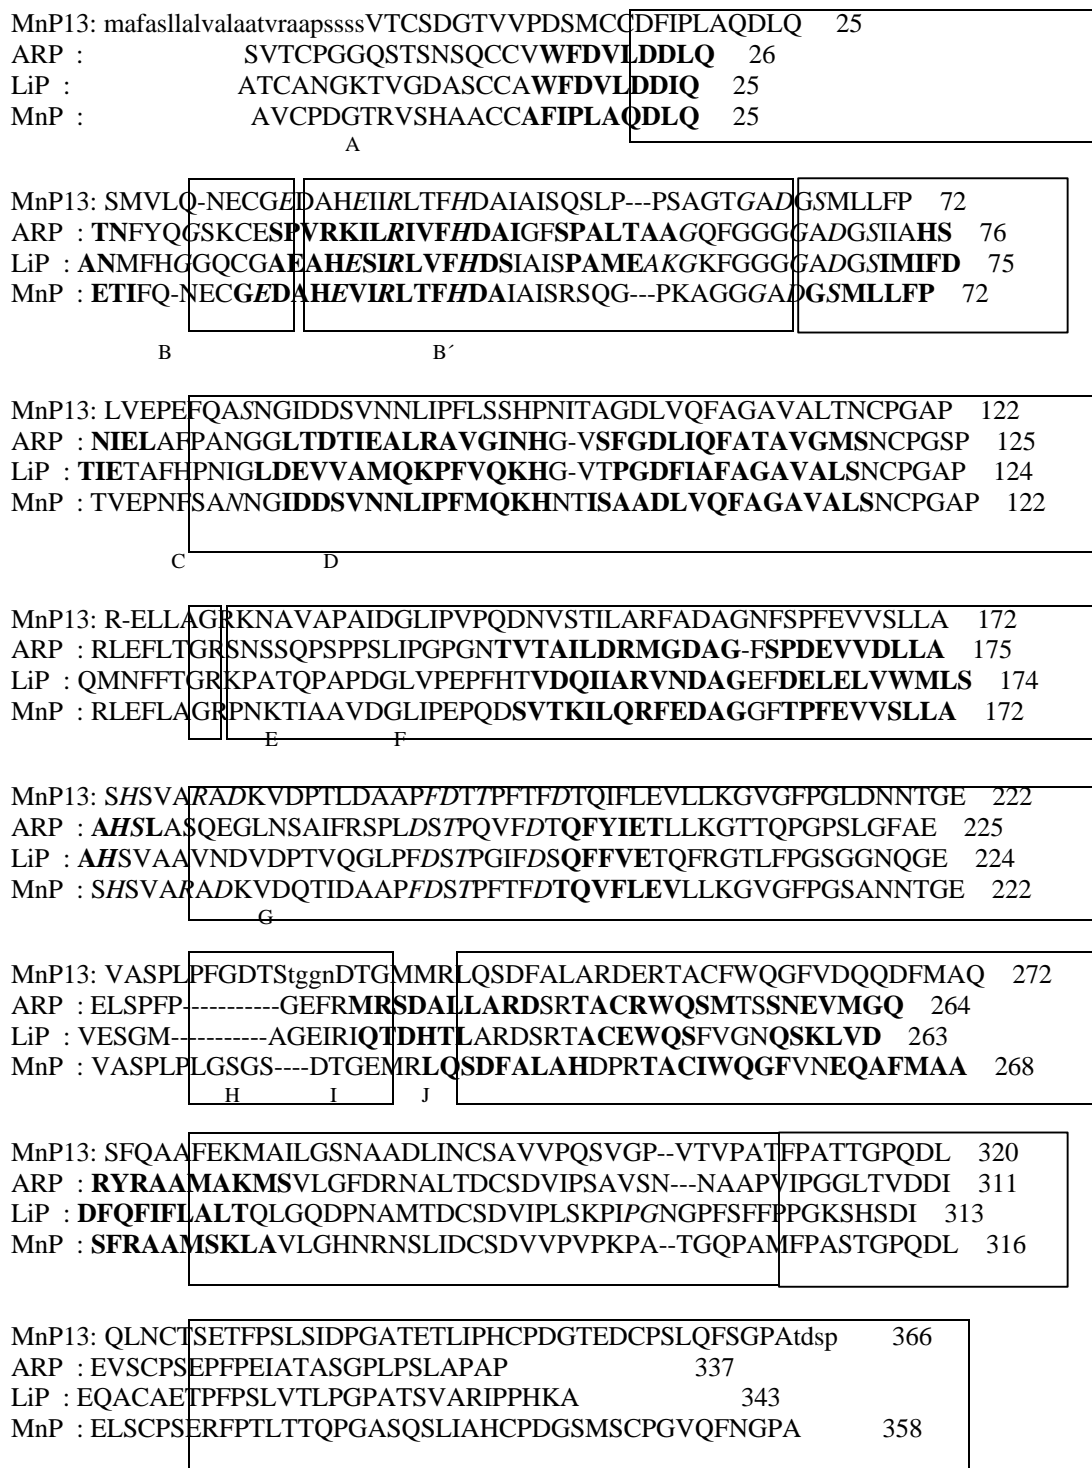 MnP13: mafasllalvalaatvraapssssVTCSDGTVVPDSMCCDFIPLAQDLQ 25
ARP : SVTCPGGQSTSNSQCCVWFDVLDDLQ 26
LiP : ATCANGKTVGDASCCAWFDVLDDIQ 25
MnP : AVCPDGTRVSHAACCAFIPLAQDLQ 25
A
MnP13: SMVLQ-NECGEDAHEIIRLTFHDAIAISQSLP---PSAGTGADGSMLLFP 72
ARP : TNFYQGSKCESPVRKILRIVFHDAIGFSPALTAAGQFGGGGADGSIIAHS 76
LiP : ANMFHGGQCGAEAHESIRLVFHDSIAISPAMEAKGKFGGGGADGSIMIFD 75
MnP : ETIFQ-NECGEDAHEVIRLTFHDAIAISRSQG---PKAGGGADGSMLLFP 72
B B´
MnP13: LVEPEFQASNGIDDSVNNLIPFLSSHPNITAGDLVQFAGAVALTNCPGAP 122
ARP : NIELAFPANGGLTDTIEALRAVGINHG-VSFGDLIQFATAVGMSNCPGSP 125
LiP : TIETAFHPNIGLDEVVAMQKPFVQKHG-VTPGDFIAFAGAVALSNCPGAP 124
MnP : TVEPNFSANNGIDDSVNNLIPFMQKHNTISAADLVQFAGAVALSNCPGAP 122
C D
MnP13: R-ELLAGRKNAVAPAIDGLIPVPQDNVSTILARFADAGNFSPFEVVSLLA 172
ARP : RLEFLTGRSNSSQPSPPSLIPGPGNTVTAILDRMGDAG-FSPDEVVDLLA 175
LiP : QMNFFTGRKPATQPAPDGLVPEPFHTVDQIIARVNDAGEFDELELVWMLS 174
MnP : RLEFLAGRPNKTIAAVDGLIPEPQDSVTKILQRFEDAGGFTPFEVVSLLA 172
E F
MnP13: SHSVARADKVDPTLDAAPFDTTPFTFDTQIFLEVLLKGVGFPGLDNNTGE 222
ARP : AHSLASQEGLNSAIFRSPLDSTPQVFDTQFYIETLLKGTTQPGPSLGFAE 225
LiP : AHSVAAVNDVDPTVQGLPFDSTPGIFDSQFFVETQFRGTLFPGSGGNQGE 224
MnP : SHSVARADKVDQTIDAAPFDSTPFTFDTQVFLEVLLKGVGFPGSANNTGE 222
G
MnP13: VASPLPFGDTStggnDTGMMRLQSDFALARDERTACFWQGFVDQQDFMAQ 272
ARP : ELSPFP-----------GEFRMRSDALLARDSRTACRWQSMTSSNEVMGQ 264
LiP : VESGM-----------AGEIRIQTDHTLARDSRTACEWQSFVGNQSKLVD 263
MnP : VASPLPLGSGS----DTGEMRLQSDFALAHDPRTACIWQGFVNEQAFMAA 268
H I J
MnP13: SFQAAFEKMAILGSNAADLINCSAVVPQSVGP--VTVPATFPATTGPQDL 320
ARP : RYRAAMAKMSVLGFDRNALTDCSDVIPSAVSN---NAAPVIPGGLTVDDI 311
LiP : DFQFIFLALTQLGQDPNAMTDCSDVIPLSKPIPGNGPFSFFPPGKSHSDI 313
MnP : SFRAAMSKLAVLGHNRNSLIDCSDVVPVPKPA--TGQPAMFPASTGPQDL 316
MnP13: QLNCTSETFPSLSIDPGATETLIPHCPDGTEDCPSLQFSGPAtdsp 366
ARP : EVSCPSEPFPEIATASGPLPSLAPAP 337
LiP : EQACAETPFPSLVTLPGPATSVARIPPHKA 343
MnP : ELSCPSERFPTLTTQPGASQSLIAHCPDGSMSCPGVQFNGPA 358